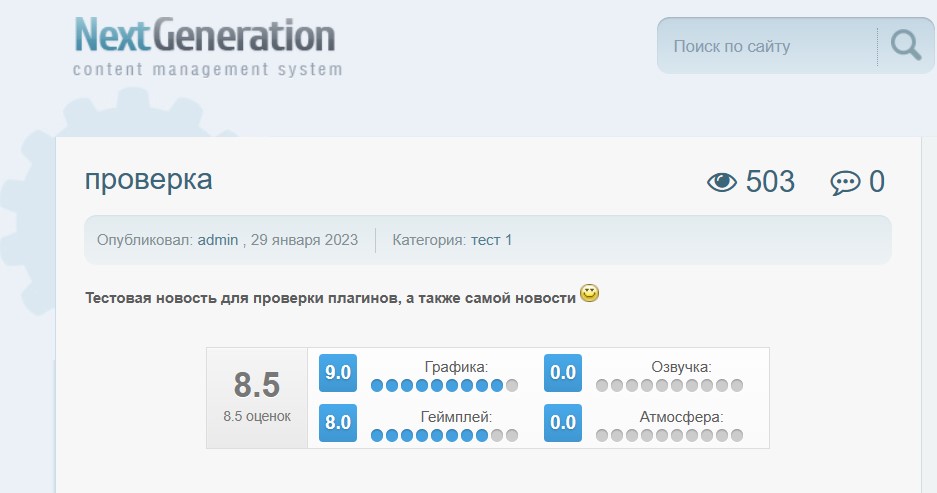 NextGeneration
content management system
Поиск по сайту
проверка
503
0
Опубликовал: admin , 29 января 2023
Категория: тест 1
Тестовая новость для проверки плагинов, а также самой новости
8.5
8.5 оценок
9.0
Графика:
0.0
Озвучка:
8.0
Геймплей:
0.0
Атмосфера: